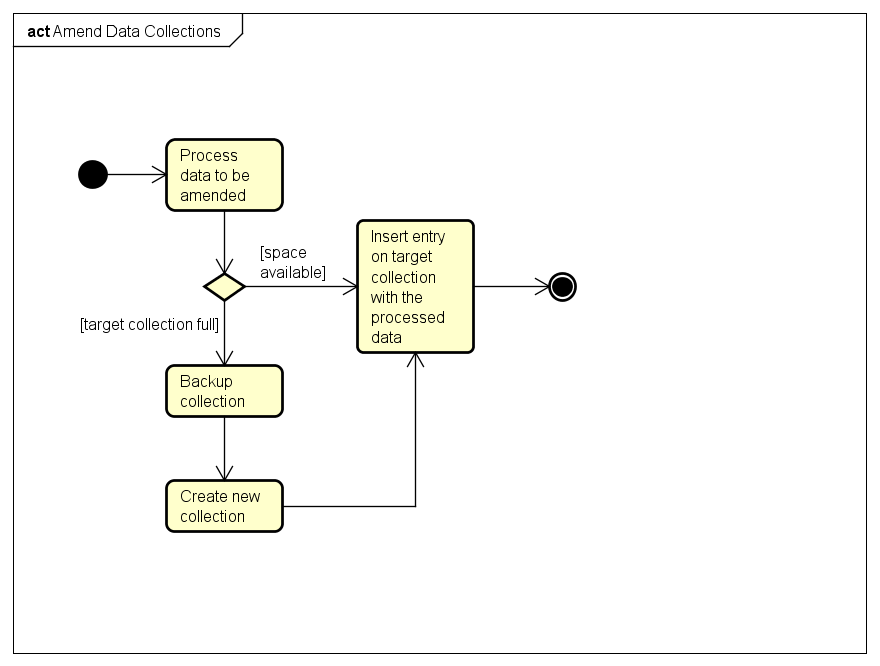 act Amend Data Collections
Process
data to be
amended
[space
available]
Insert entry
on target
collection
with the
processed
data
[target collection full]
Backup
collection
Create new
collection